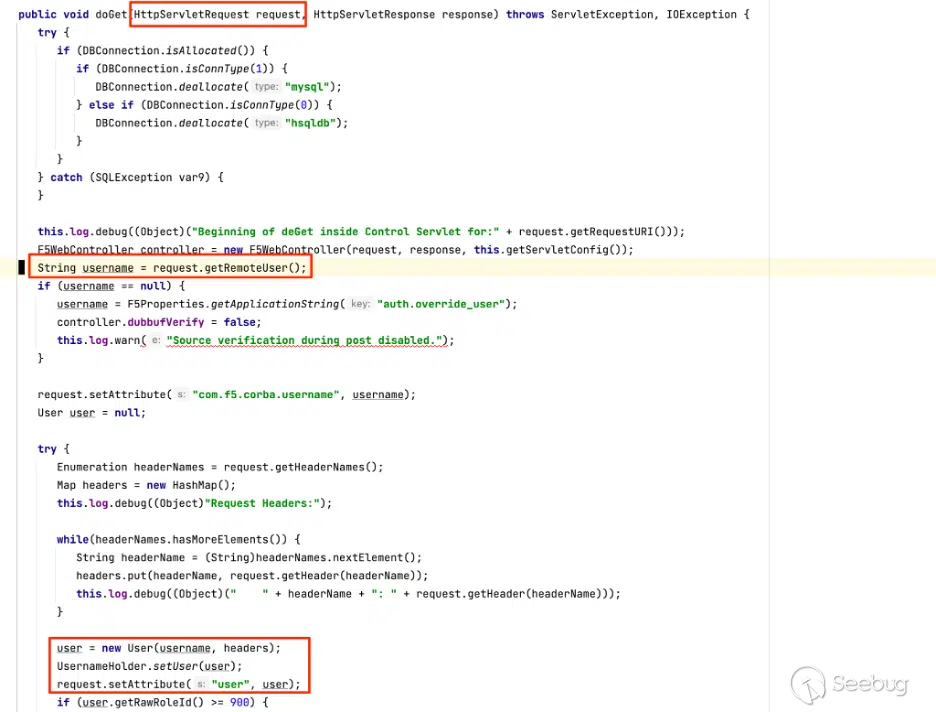 public void doGet(HttpServletRequest request, HttpServletResponse response) throws ServletException, IOException {
try {
if (DBConnection.isAllocated()) {
if (DBConnection.isConnType(1)) {
DBConnection.deallocate( type: "mysql");
} else if (DBConnection.isConnType(0)) {
DBConnection.deallocate( type: "hsqldb");
}
}
} catch (SQLException var9) {
}
this.log.debug((Object)("Beginning of deGet inside Control Servlet for:" + request.getRequestURI()));
F5WebController controller = new F5WebController(request, response, this.getServletConfig());
String username = request.getRemoteUser();
if (username == null) {
username = F5Properties.getApplicationString( key: "auth.override_user");
controller.dubbufVerify = false;
this.log.warn( e: "Source verification during post disabled.");
}
request.setAttribute( s: "com.f5.corba.username", username);
User user = null;
try {
Enumeration headerNames = request.getHeaderNames();
Map headers = new HashMap();
this.log.debug((Object)"Request Headers:");
while(headerNames.hasMoreElements()) {
String headerName = (String)headerNames.nextElement();
headers.put(headerName, request.getHeader(headerName));
this.log.debug((Object)("    " + headerName + ": " + request.getHeader(headerName)));
}
user = new User(username, headers);
UsernameHolder.setUser(user);
request.setAttribute( s: "user", user);
if (user.getRawRoleId() >= 900) {
Seebug